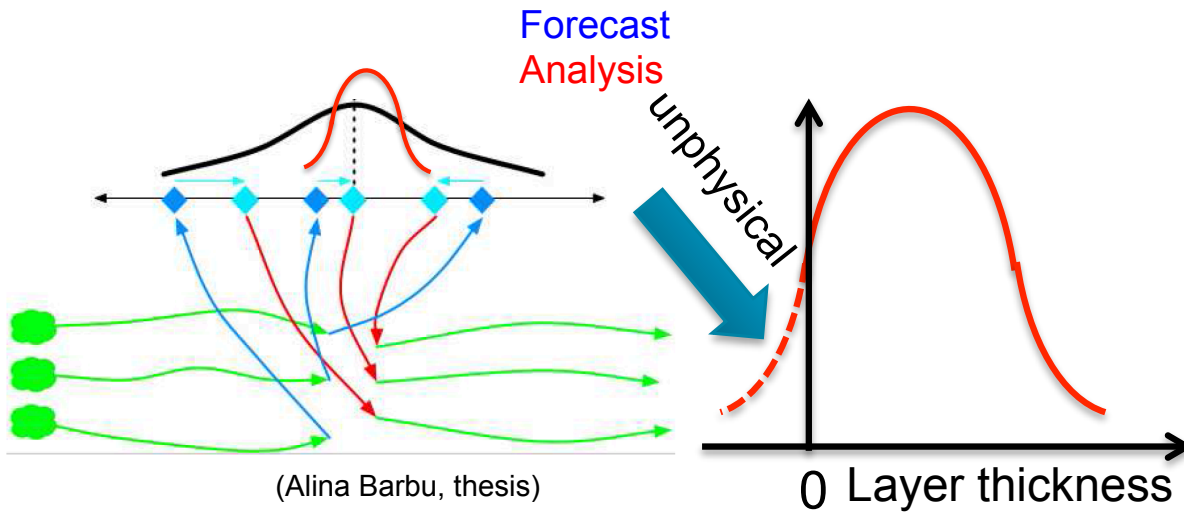 Forecast
Analysis
unphysical
(Alina Barbu, thesis)
0 Layer thickness